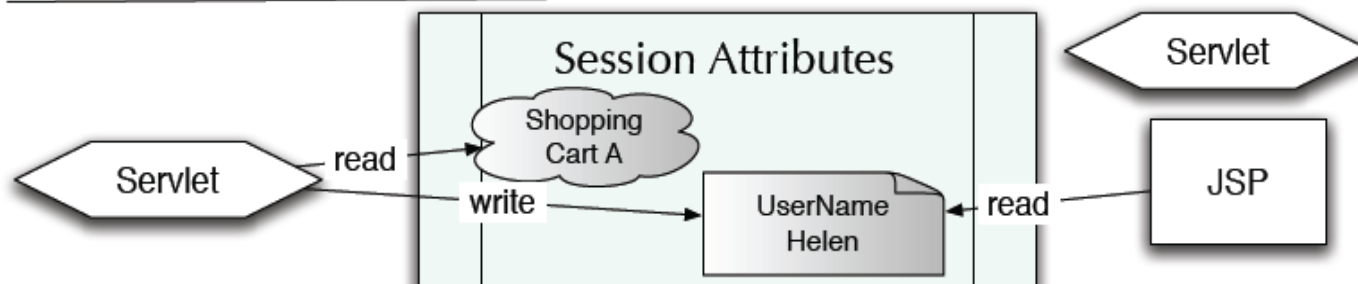 Session Attributes
Servlet
Shopping
Cart A
Servlet
read
write
UserName
Helen
read
JSP